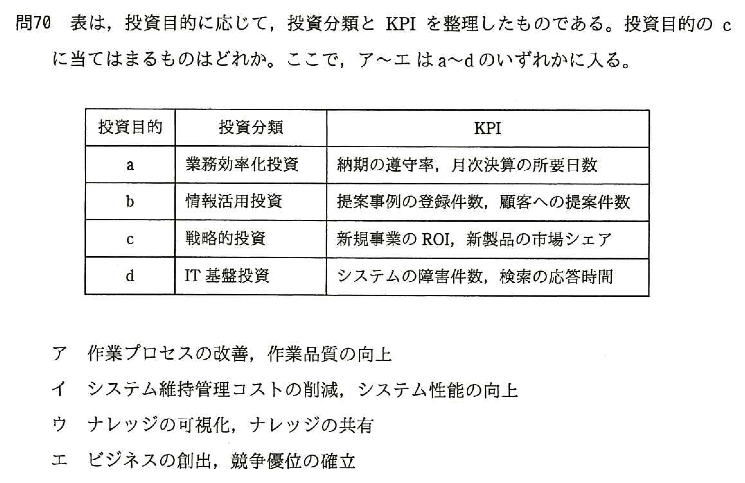 問70 表は，投資目的に応じて，投資分類と KPI を整理したものである。投資目的の c
に当てはまるものはどれか。ここで，ア～エ は a～d のいずれかに入る。
投資目的 投資分類 KPI
a 業務効率化投資 納期の遵守率，月次決算の所要日数
b 情報活用投資 提案事例の登録件数，顧客への提案件数
c 戦略的投資 新規事業の ROI，新製品の市場シェア
d IT 基盤投資 システムの障害件数，検索の応答時間
ア 作業プロセスの改善，作業品質の向上
イ システム維持管理コストの削減，システム性能の向上
ウ ナレッジの可視化，ナレッジの共有
エ ビジネスの創出，競争優位の確立